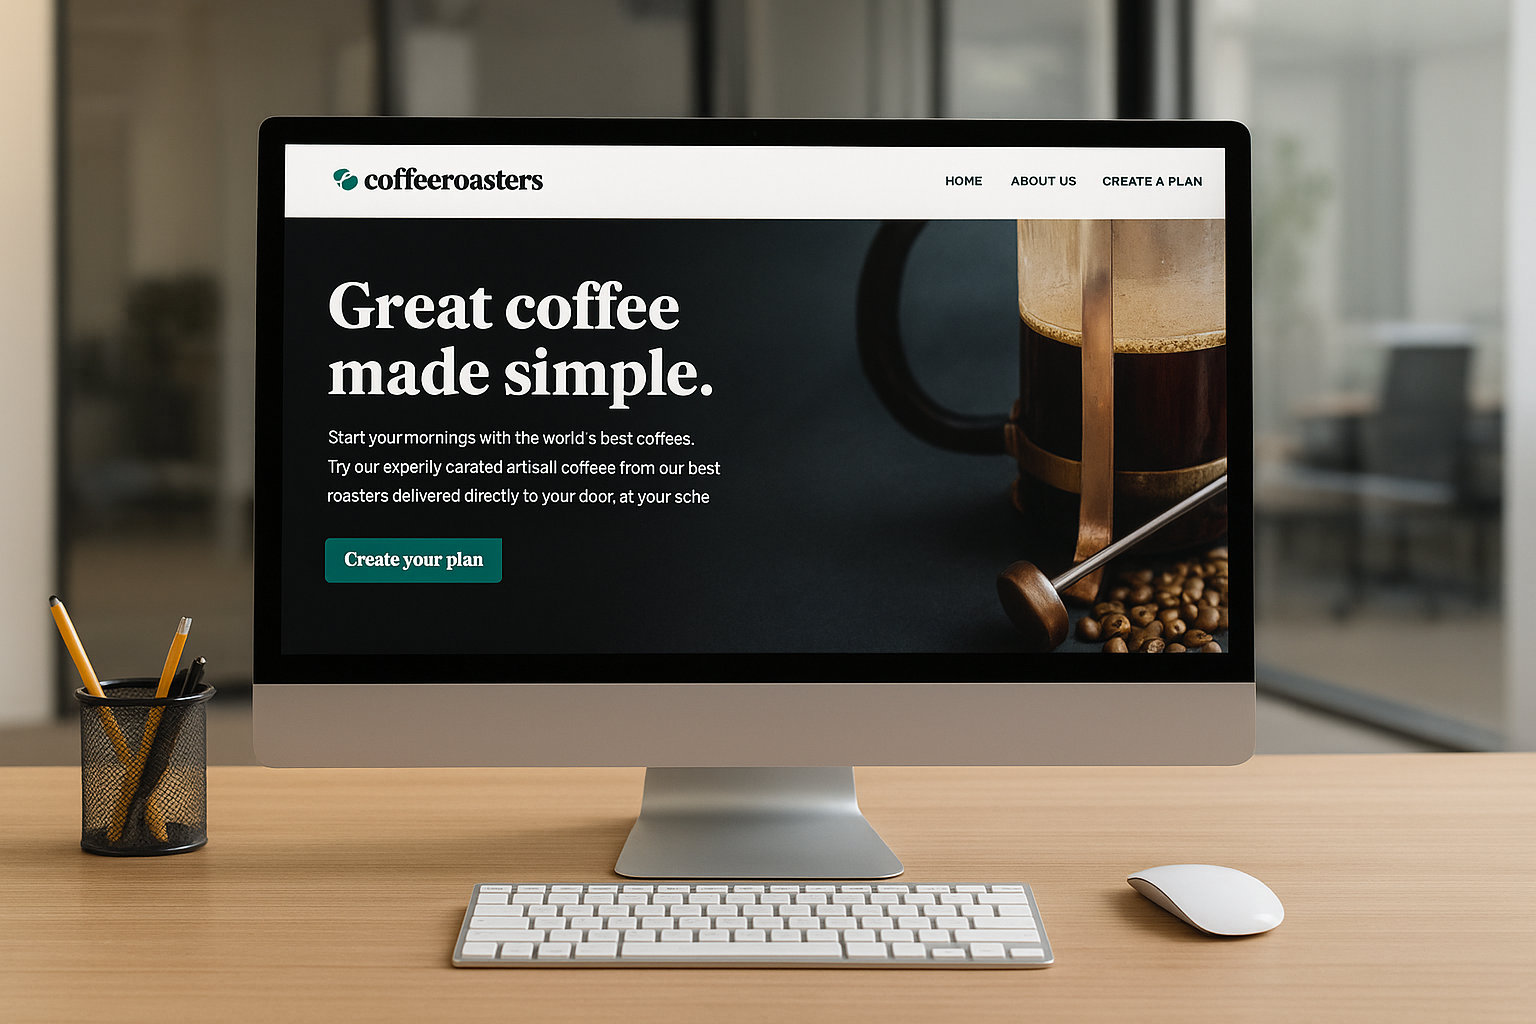 coffeeroasters
HOME ABOUT US CREATE A PLAN
Great coffee
made simple.
Start yourmornings with the world's best coffees.
Try our experily carated artisall coffeee from our best
roasters delivered directly to your door, at your sche
Create your plan